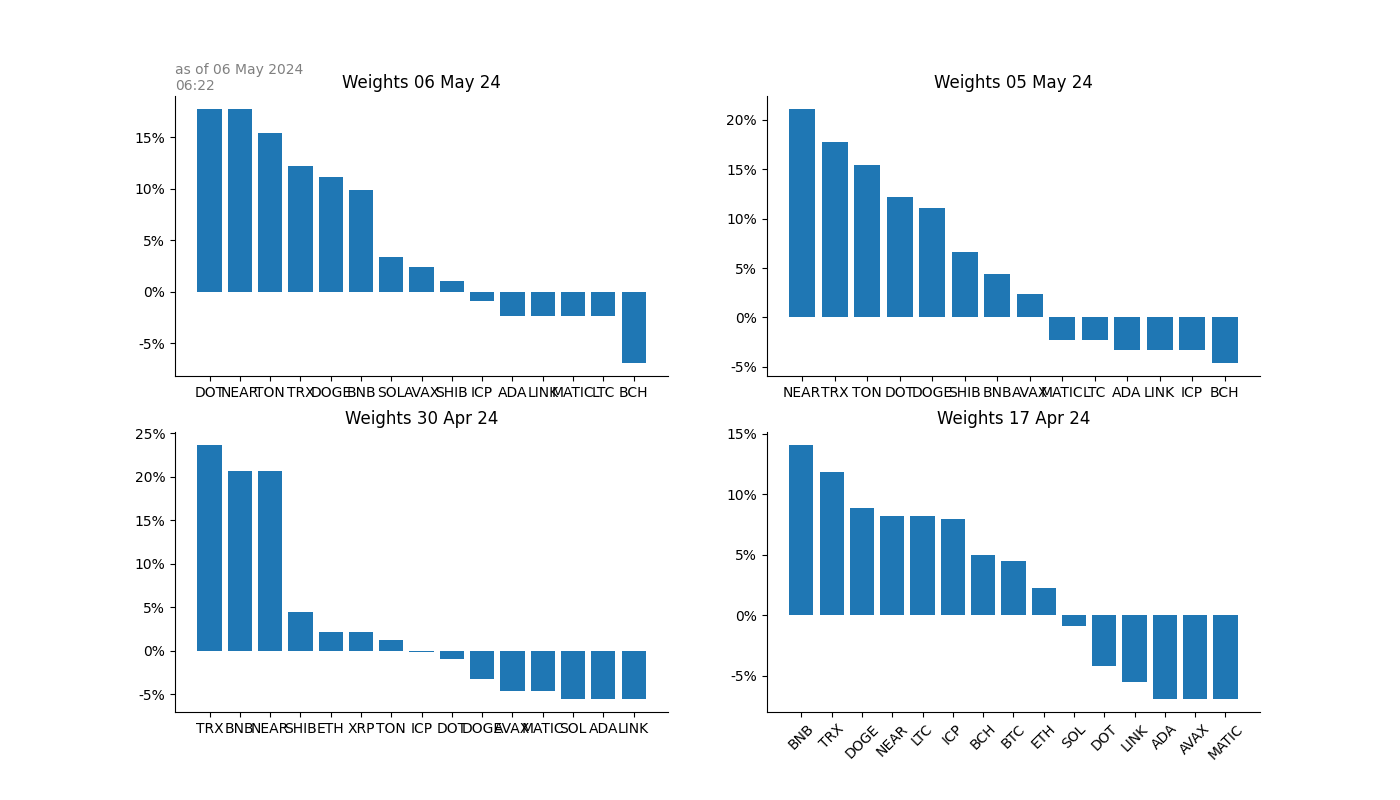 as of 06 May 2024
06:22
Weights 06 May 24
15%
10%
5%
0%
-5%
DOT NEAR TON TRX DOGE BNB SOL AVAX SHIB ICP ADA LINK MATIC LTC BCH
Weights 05 May 24
20%
15%
10%
5%
0%
-5%
NEAR TRX TON DOT DOGE SHIB BNB AVAX MATIC LTC ADA LINK ICP BCH
Weights 30 Apr 24
25%
20%
15%
10%
5%
0%
-5%
TRX BNB NEAR SHIB ETH XRP TON ICP DOT DOGE AVAX MATIC SOL ADA LINK
Weights 17 Apr 24
15%
10%
5%
0%
-5%
BNB TRX DOGE NEAR LTC ICP BCH BTC ETH SOL DOT LINK ADA AVAX MATIC